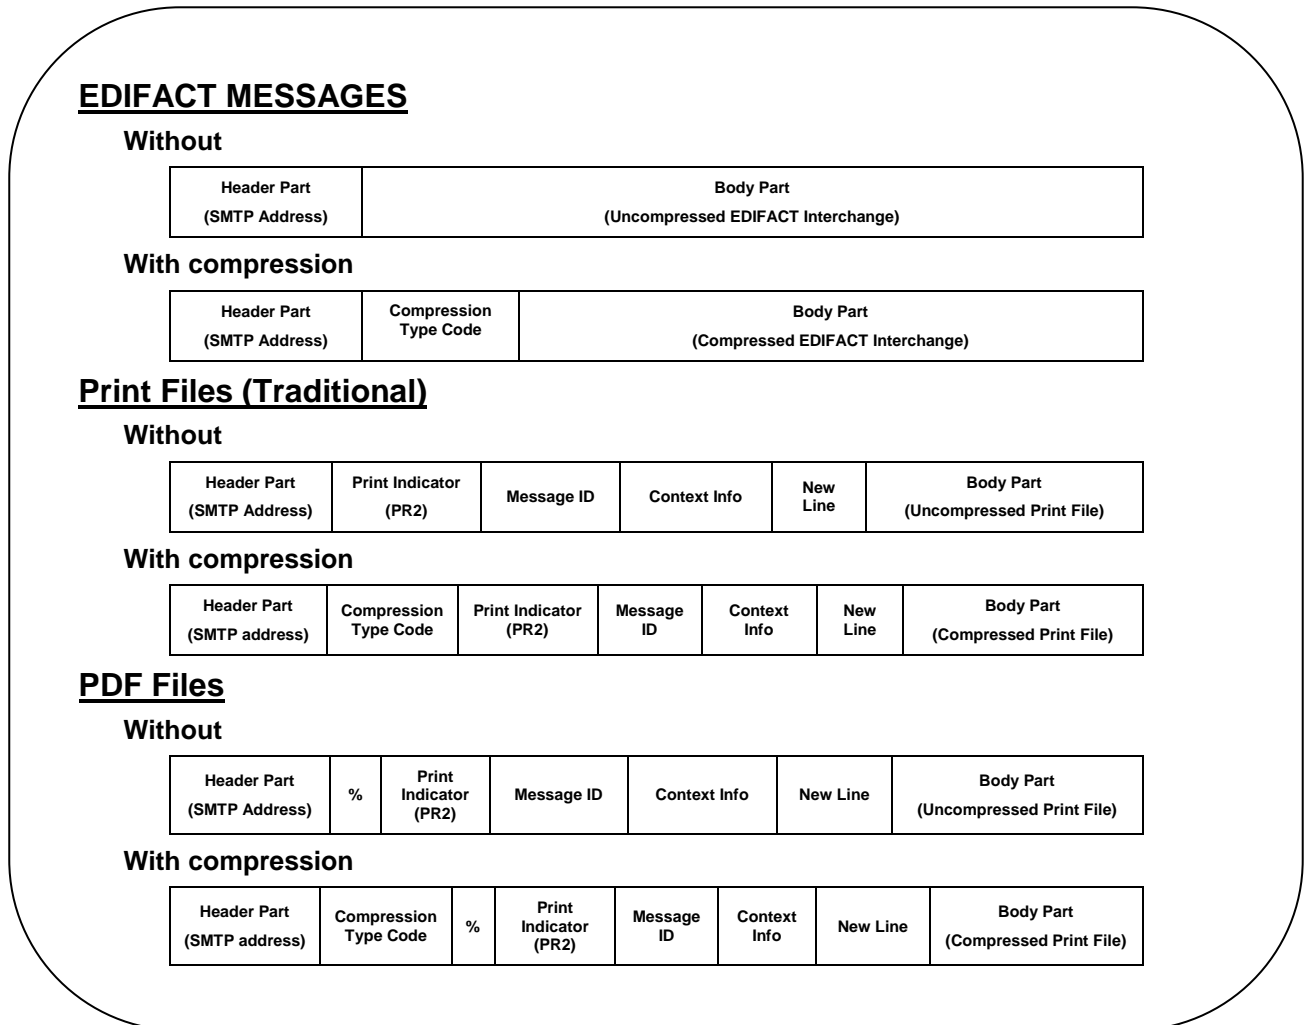 EDIFACT MESSAGES
Without
Header Part
(SMTP Address)
Body Part
(Uncompressed EDIFACT Interchange)
With compression
Header Part
(SMTP Address)
Compression
Type Code
Body Part
(Compressed EDIFACT Interchange)
Print Files (Traditional)
Without
Header Part
(SMTP Address)
Print Indicator
(PR2)
Message ID
Context Info
New
Line
Body Part
(Uncompressed Print File)
With compression
Header Part
(SMTP address)
Compression
Type Code
Print Indicator
(PR2)
Message
ID
Context
Info
New
Line
Body Part
(Compressed Print File)
PDF Files
Without
Header Part
(SMTP Address)
%
Print
Indicator
(PR2)
Message ID
Context Info
New Line
Body Part
(Uncompressed Print File)
With compression
Header Part
(SMTP address)
Compression
Type Code
%
Print
Indicator
(PR2)
Message
ID
Context
Info
New Line
Body Part
(Compressed Print File)